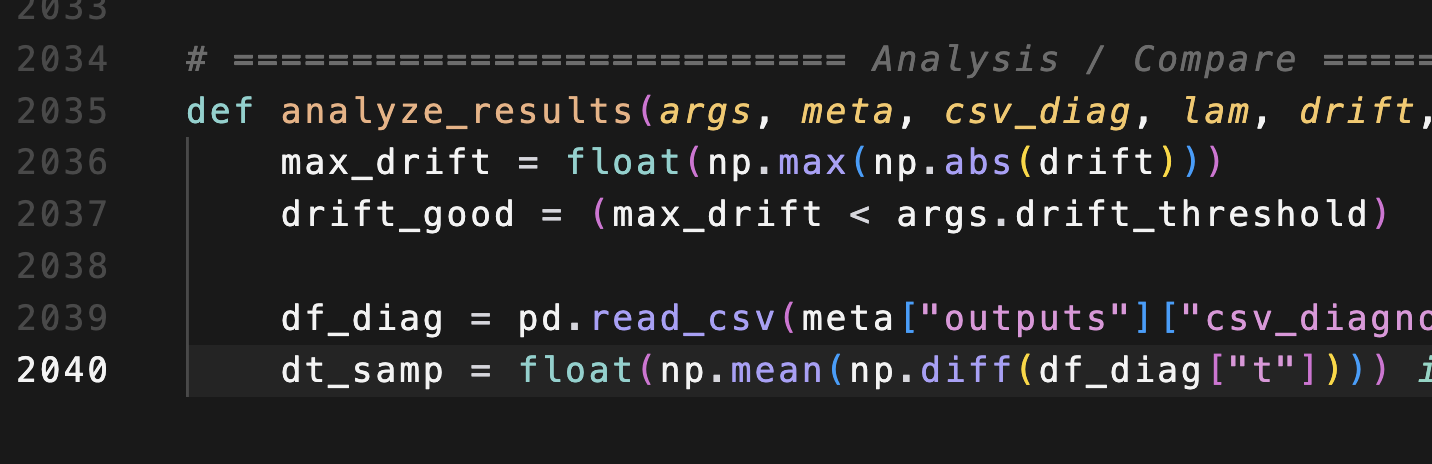 2033
2034 # ========================== Analysis / Compare =====
2035 def analyze_results(args, meta, csv_diag, lam, drift,
2036 max_drift = float(np.max(np.abs(drift)))
2037 drift_good = (max_drift < args.drift_threshold)
2038
2039 df_diag = pd.read_csv(meta["outputs"]["csv_diagno
2040 dt_samp = float(np.mean(np.diff(df_diag["t"]))) i